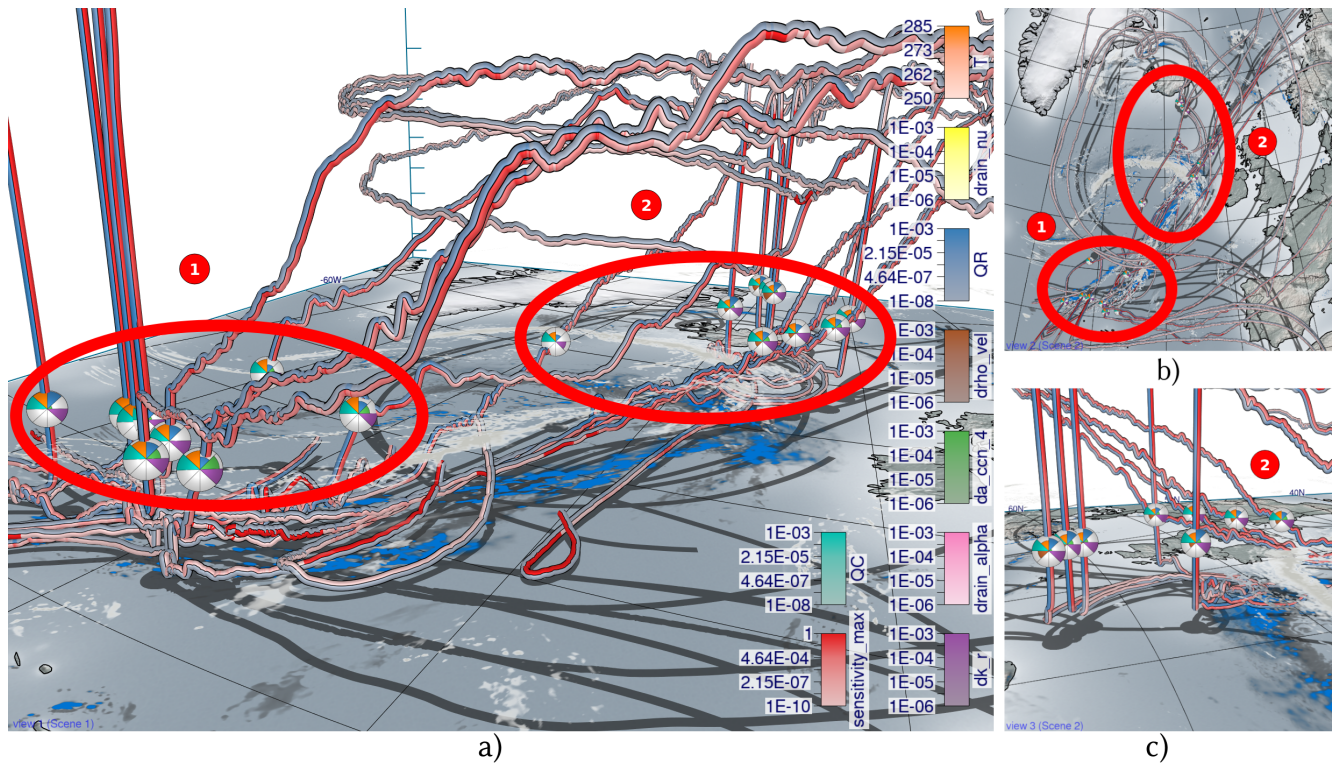 285
273
262
250
T
1E-03
1E-04
1E-05
1E-06
drain_nu
1E-03
2.15E-05
4.64E-07
1E-08
QR
1E-03
1E-04
1E-05
1E-06
drho_vel
1E-03
1E-04
1E-05
1E-06
da_ccn_4
1E-03
2.15E-05
4.64E-07
1E-08
QC
1E-03
1E-04
1E-05
1E-06
drain_alpha
1
4.64E-04
2.15E-07
1E-10
sensitivity_max
1E-03
1E-04
1E-05
1E-06
dk_r
1
2
-60W
view 1 (Scene 1)
a)
2
1
view 2 (Scene 2)
b)
2
60N
40N
view 3 (Scene 2)
c)